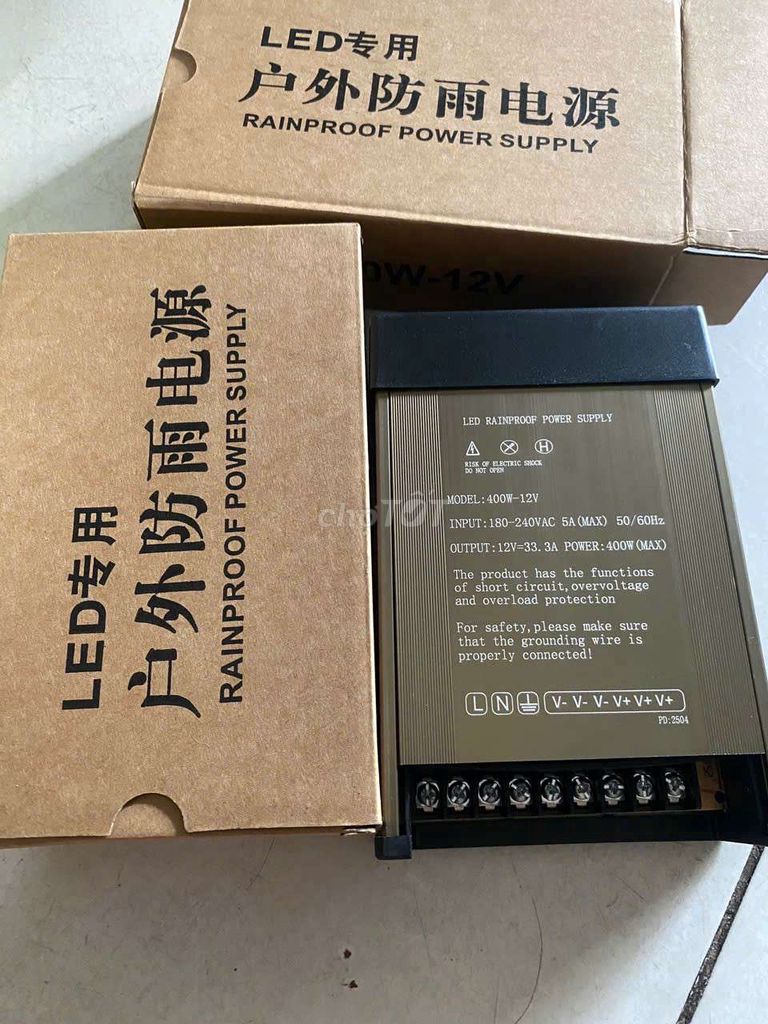 LED专用
户外防雨电源
RAINPROOF POWER SUPPLY
0W-12V
LED专用
户外防雨电源
RAINPROOF POWER SUPPLY
LED RAINPROOF POWER SUPPLY
H
RISK OF ELECTRIC SHOCK
DO NOT OPEN
MODEL:400W-12V
INPUT:180-240VAC 5A(MAX) 50/60Hz
OUTPUT:12V=33.3A POWER:400W(MAX)
The product has the functions
of short circuit,overvoltage
and overload protection
For safety,please make sure
that the grounding wire is
properly connected!
L N V- V- V- V+ V+ V+
PD:2504
chợTỐT